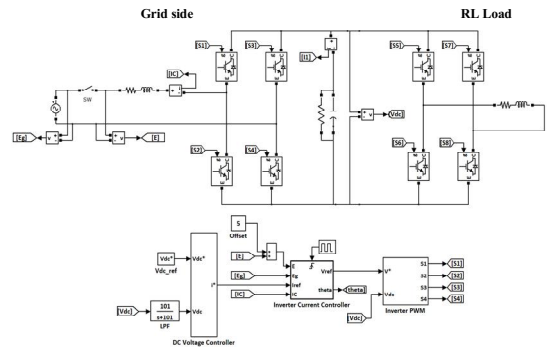 Grid side
RL Load
[S1]
[S3]
[S5]
[S7]
[IC]
[I1]
SW
[Vdc]
[Eg]
[E]
[S2]
[S4]
[S6]
[S8]
5
Offset
Vdc*
Vdc_ref
Vdc*
Vdc
i*
[Vdc]
101
s+101
LPF
DC Voltage Controller
[E]
[Eg]
[IC]
E
Eg
Iref
IC
Vref
theta
[theta]
Inverter Current Controller
V*
Vdc
[Vdc]
S1
S2
S3
S4
[S1]
[S2]
[S3]
[S4]
Inverter PWM